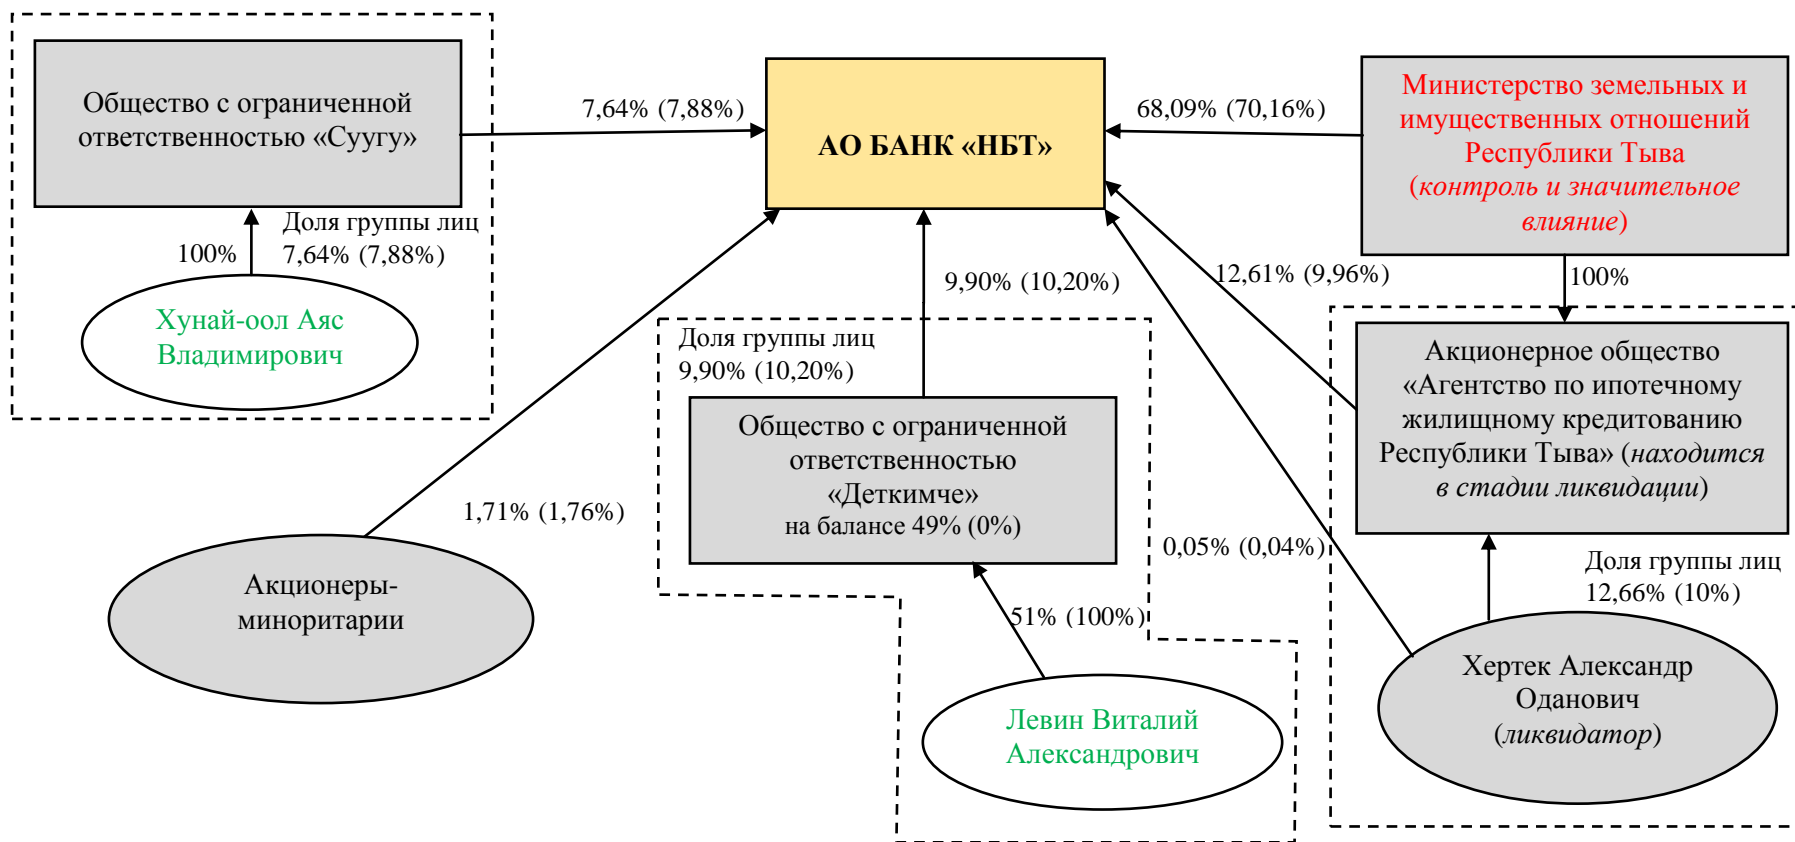 Общество с ограниченной
ответственностью «Суугу»
7,64% (7,88%)
АО БАНК «НБТ»
68,09% (70,16%)
Министерство земельных и
имущественных отношений
Республики Тыва
(контроль и значительное
влияние)
Доля группы лиц
7,64% (7,88%)
100%
Хунай-оол Аяс
Владимирович
9,90% (10,20%)
12,61% (9,96%)
100%
Доля группы лиц
9,90% (10,20%)
Общество с ограниченной
ответственностью
«Деткимче»
на балансе 49% (0%)
Акционерное общество
«Агентство по ипотечному
жилищному кредитованию
Республики Тыва» (находится
в стадии ликвидации)
1,71% (1,76%)
Акционеры-
миноритарии
0,05% (0,04%)
Доля группы лиц
12,66% (10%)
51% (100%)
Левин Виталий
Александрович
Хертек Александр
Оданович
(ликвидатор)